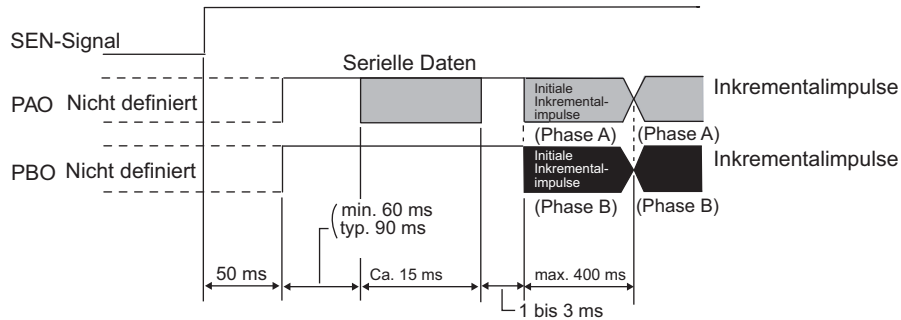 SEN-Signal
Serielle Daten
PAO Nicht definiert
Initiale
Inkremental-
impulse
(Phase A)
(Phase A)
Inkrementalimpulse
PBO Nicht definiert
Initiale
Inkremental-
impulse
(Phase B)
(Phase B)
Inkrementalimpulse
(min. 60 ms
typ. 90 ms
50 ms
Ca. 15 ms
max. 400 ms
1 bis 3 ms